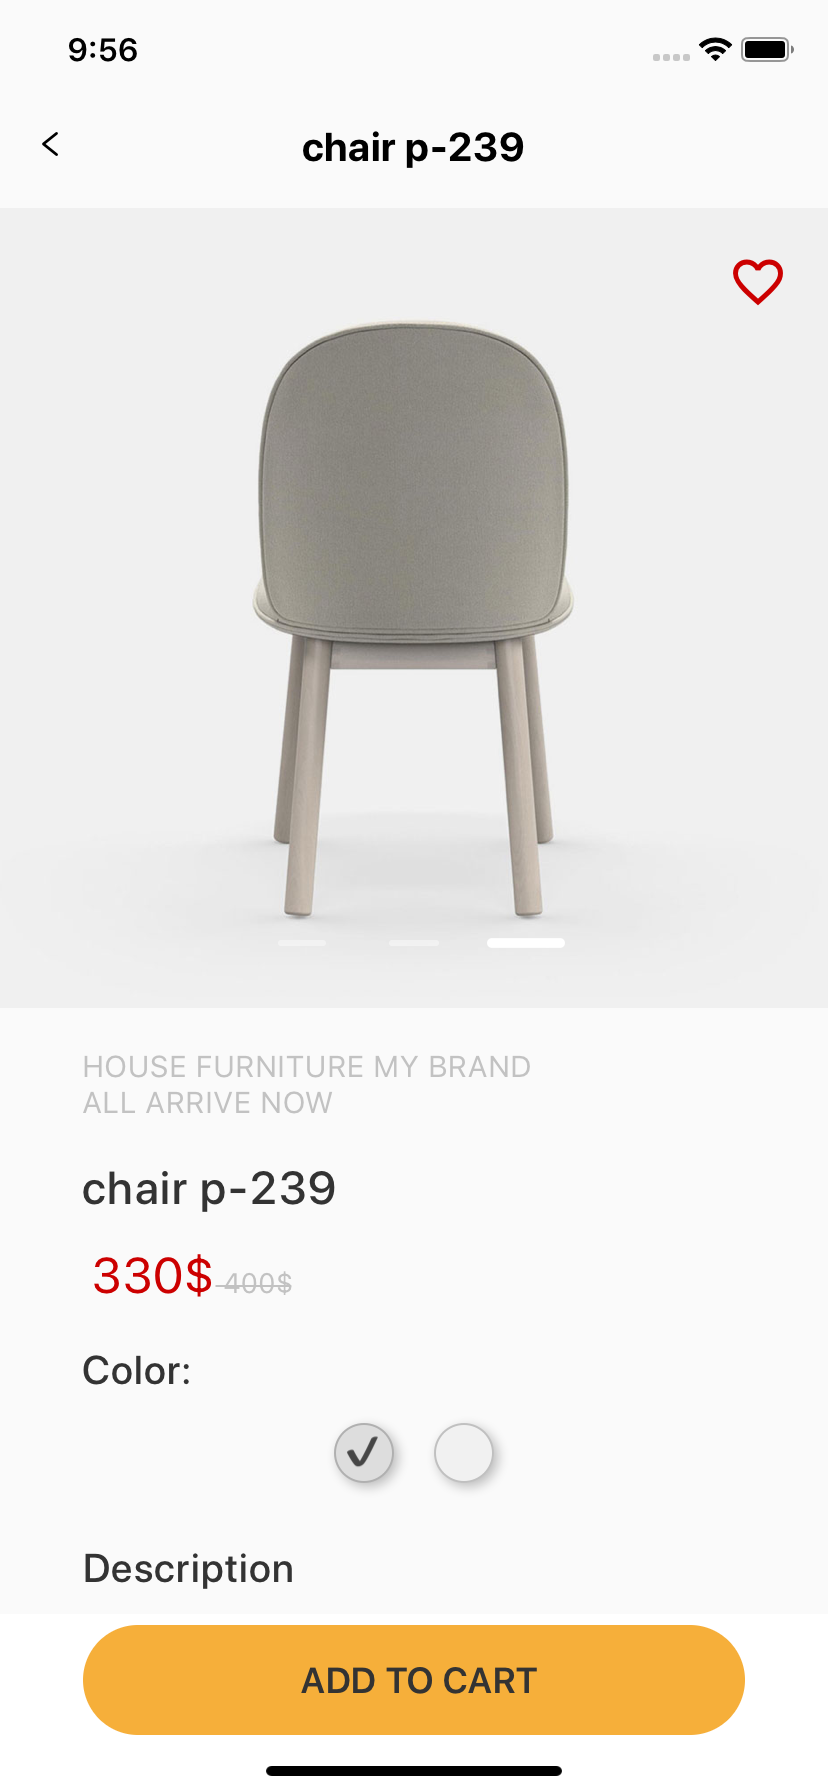 9:56
chair p-239
HOUSE FURNITURE MY BRAND
ALL ARRIVE NOW
chair p-239
330$ 400$
Color:
Description
ADD TO CART